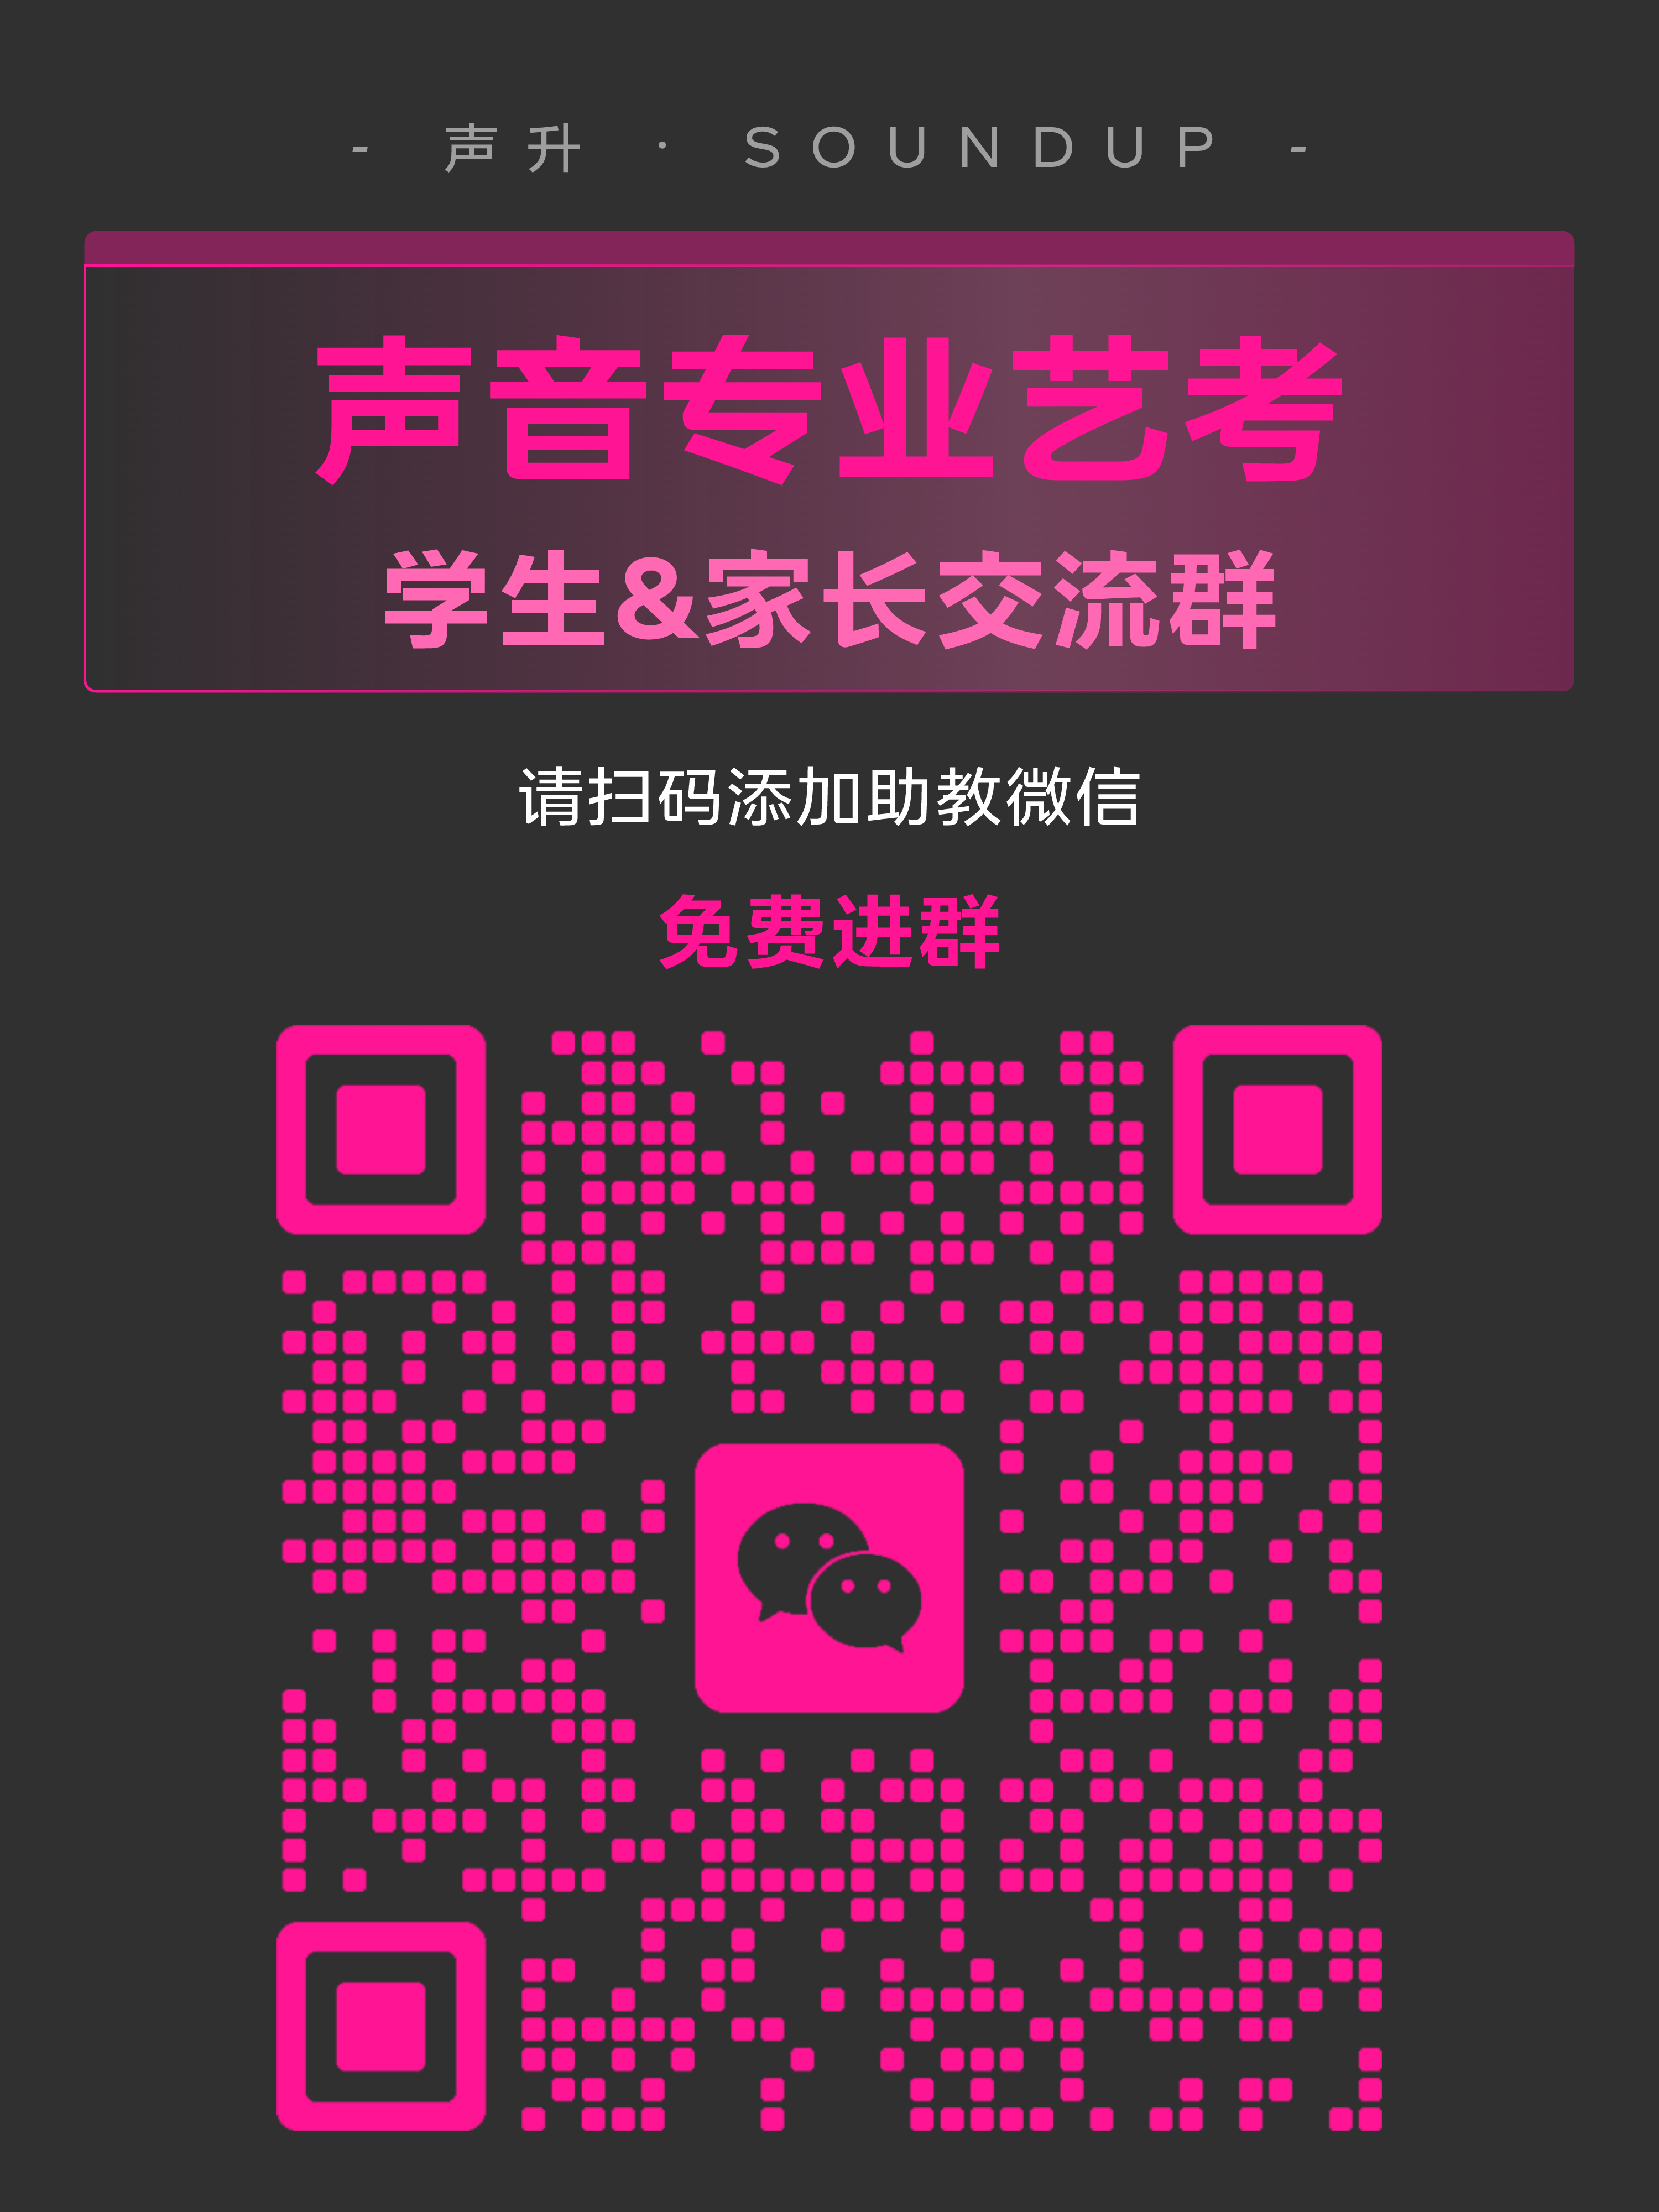 - 声升 · SOUNDUP -
声音专业艺考
学生&家长交流群
请扫码添加助教微信
免费进群